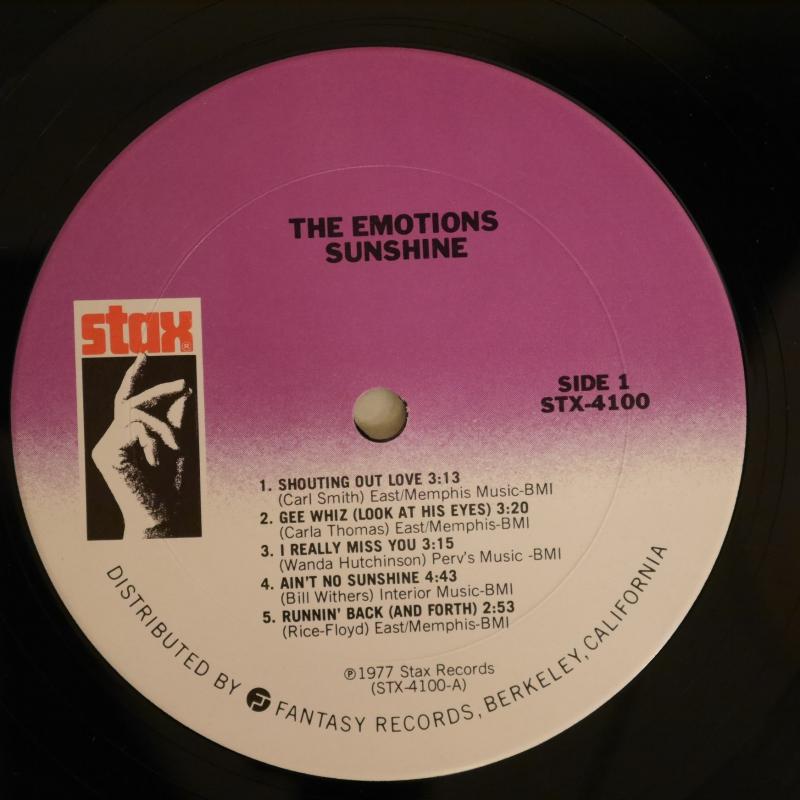 THE EMOTIONS
SUNSHINE
stax®
SIDE 1
STX-4100
1. SHOUTING OUT LOVE 3:13
(Carl Smith) East/Memphis Music-BMI
2. GEE WHIZ (LOOK AT HIS EYES) 3:20
(Carla Thomas) East/Memphis-BMI
3. I REALLY MISS YOU 3:15
(Wanda Hutchinson) Perv's Music -BMI
4. AIN'T NO SUNSHINE 4:43
(Bill Withers) Interior Music-BMI
5. RUNNIN' BACK (AND FORTH) 2:53
(Rice-Floyd) East/Memphis-BMI
℗1977 Stax Records
(STX-4100-A)
DISTRIBUTED BY FANTASY RECORDS, BERKELEY, CALIFORNIA